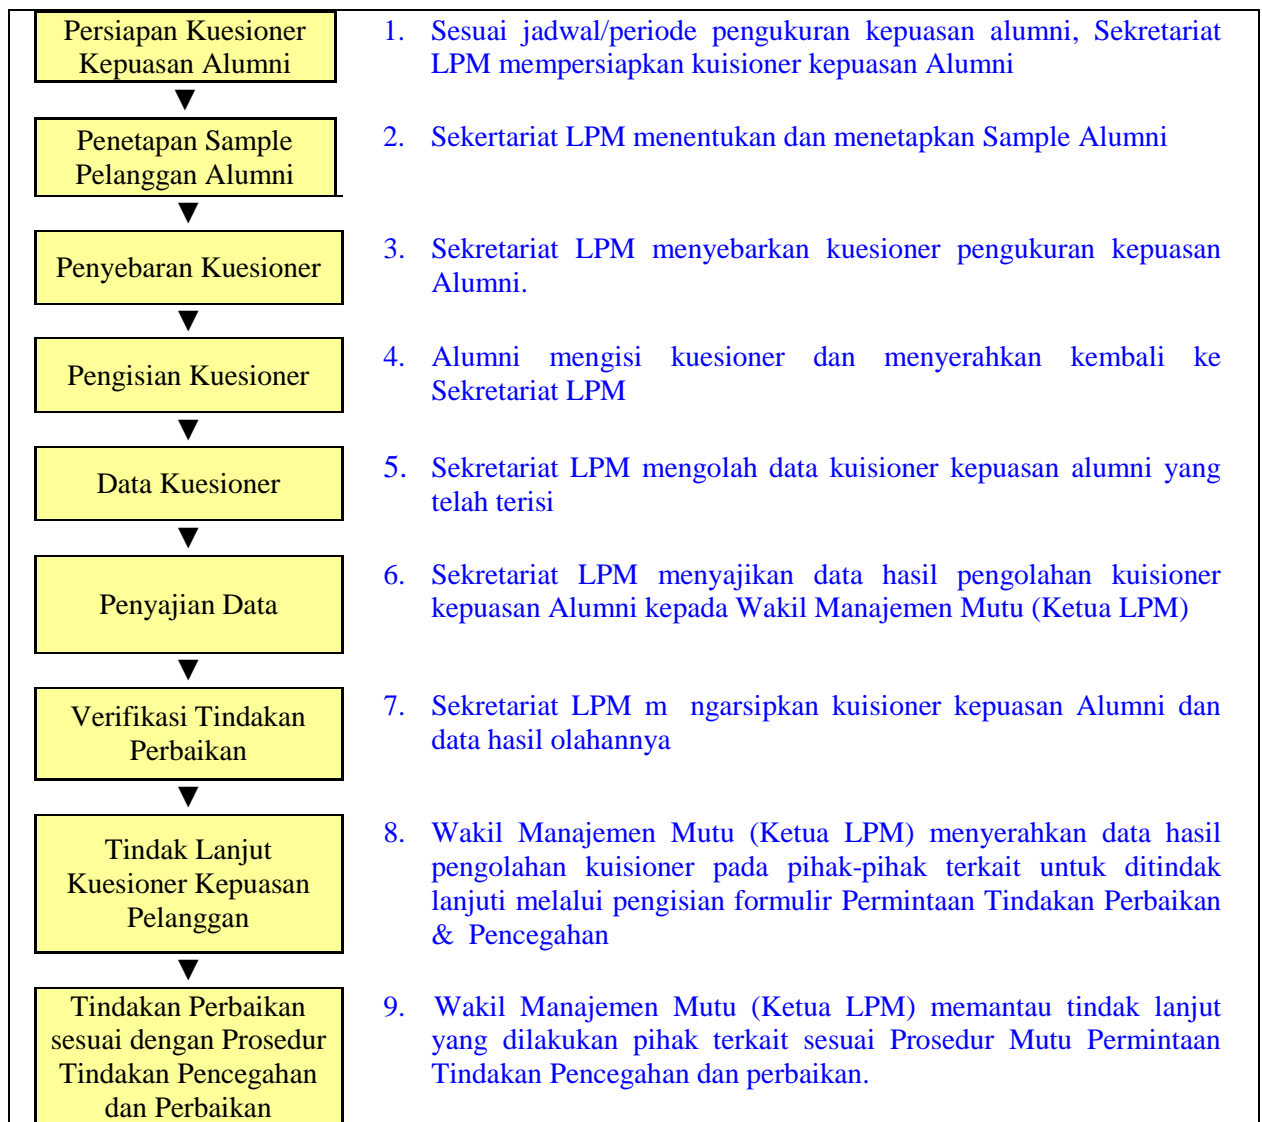 Persiapan Kuesioner
Kepuasan Alumni
1. Sesuai jadwal/periode pengukuran kepuasan alumni, Sekretariat
LPM mempersiapkan kuisioner kepuasan Alumni
Penetapan Sample
Pelanggan Alumni
2. Sekertariat LPM menentukan dan menetapkan Sample Alumni
Penyebaran Kuesioner
3. Sekretariat LPM menyebarkan kuesioner pengukuran kepuasan
Alumni.
Pengisian Kuesioner
4. Alumni mengisi kuesioner dan menyerahkan kembali ke
Sekretariat LPM
Data Kuesioner
5. Sekretariat LPM mengolah data kuisioner kepuasan alumni yang
telah terisi
Penyajian Data
6. Sekretariat LPM menyajikan data hasil pengolahan kuisioner
kepuasan Alumni kepada Wakil Manajemen Mutu (Ketua LPM)
Verifikasi Tindakan
Perbaikan
7. Sekretariat LPM m ngarsipkan kuisioner kepuasan Alumni dan
data hasil olahannya
Tindak Lanjut
Kuesioner Kepuasan
Pelanggan
8. Wakil Manajemen Mutu (Ketua LPM) menyerahkan data hasil
pengolahan kuisioner pada pihak-pihak terkait untuk ditindak
lanjuti melalui pengisian formulir Permintaan Tindakan Perbaikan
& Pencegahan
Tindakan Perbaikan
sesuai dengan Prosedur
Tindakan Pencegahan
dan Perbaikan
9. Wakil Manajemen Mutu (Ketua LPM) memantau tindak lanjut
yang dilakukan pihak terkait sesuai Prosedur Mutu Permintaan
Tindakan Pencegahan dan perbaikan.